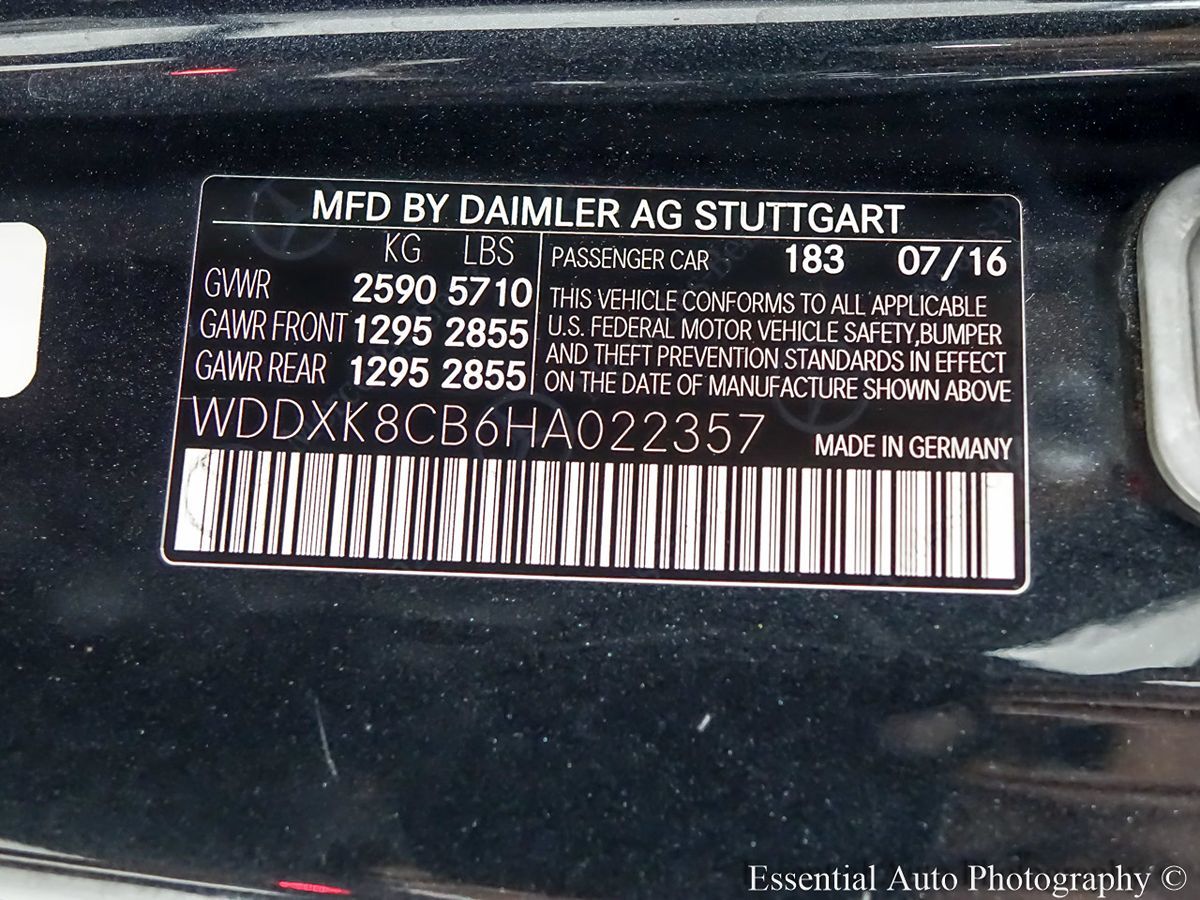 MFD BY DAIMLER AG STUTTGART
KG LBS
GVWR 2590 5710
GAWR FRONT 1295 2855
GAWR REAR 1295 2855
PASSENGER CAR 183 07/16
THIS VEHICLE CONFORMS TO ALL APPLICABLE
U.S. FEDERAL MOTOR VEHICLE SAFETY,BUMPER
AND THEFT PREVENTION STANDARDS IN EFFECT
ON THE DATE OF MANUFACTURE SHOWN ABOVE
WDDXK8CB6HA022357
MADE IN GERMANY
Essential Auto Photography ©